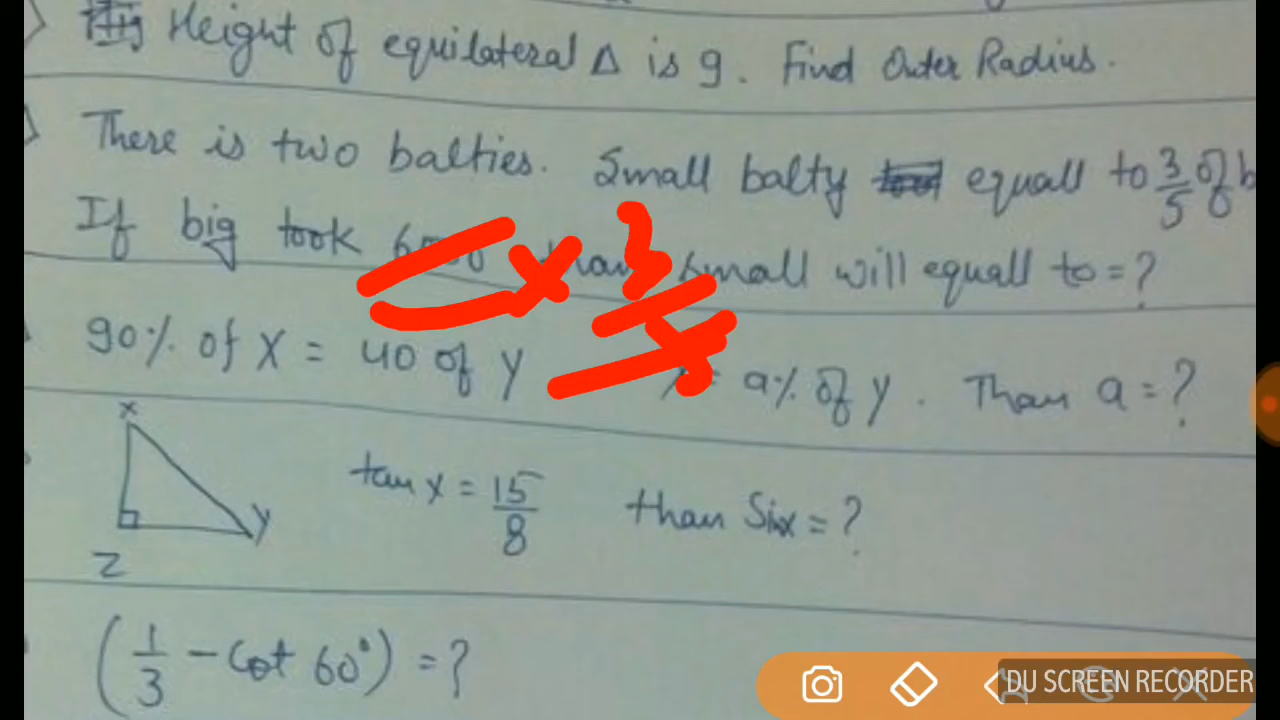 Height of equilateral Δ is 9. Find Outer Radius.
There is two balties. Small balty equall to 3/5 of b
If big took small will equall to = ?
90% of X = 40 of y a% of y. Than a = ?
x
tan x = 15/8 than Sinx = ?
y
z
(1/3 - Cot 60°) = ?
DU SCREEN RECORDER